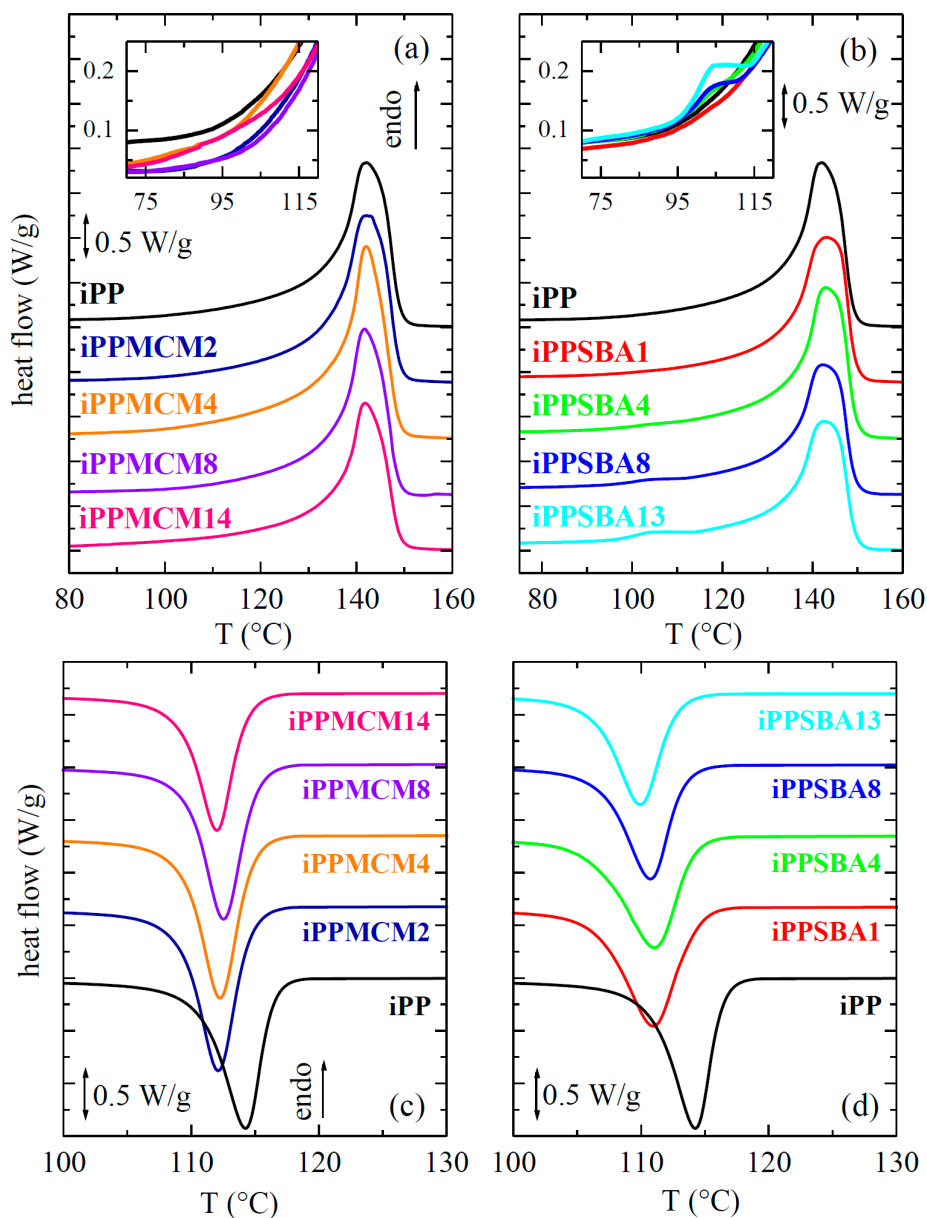 (a)
0.2
0.1
75
95
115
endo
0.5 W/g
iPP
iPPMCM2
iPPMCM4
iPPMCM8
iPPMCM14
heat flow (W/g)
80
100
120
140
160
T (°C)
(b)
0.2
0.1
75
95
115
0.5 W/g
iPP
iPPSBA1
iPPSBA4
iPPSBA8
iPPSBA13
80
100
120
140
160
T (°C)
iPPMCM14
iPPMCM8
iPPMCM4
iPPMCM2
iPP
heat flow (W/g)
0.5 W/g
endo
(c)
100
110
120
130
T (°C)
iPPSBA13
iPPSBA8
iPPSBA4
iPPSBA1
iPP
0.5 W/g
(d)
100
110
120
130
T (°C)